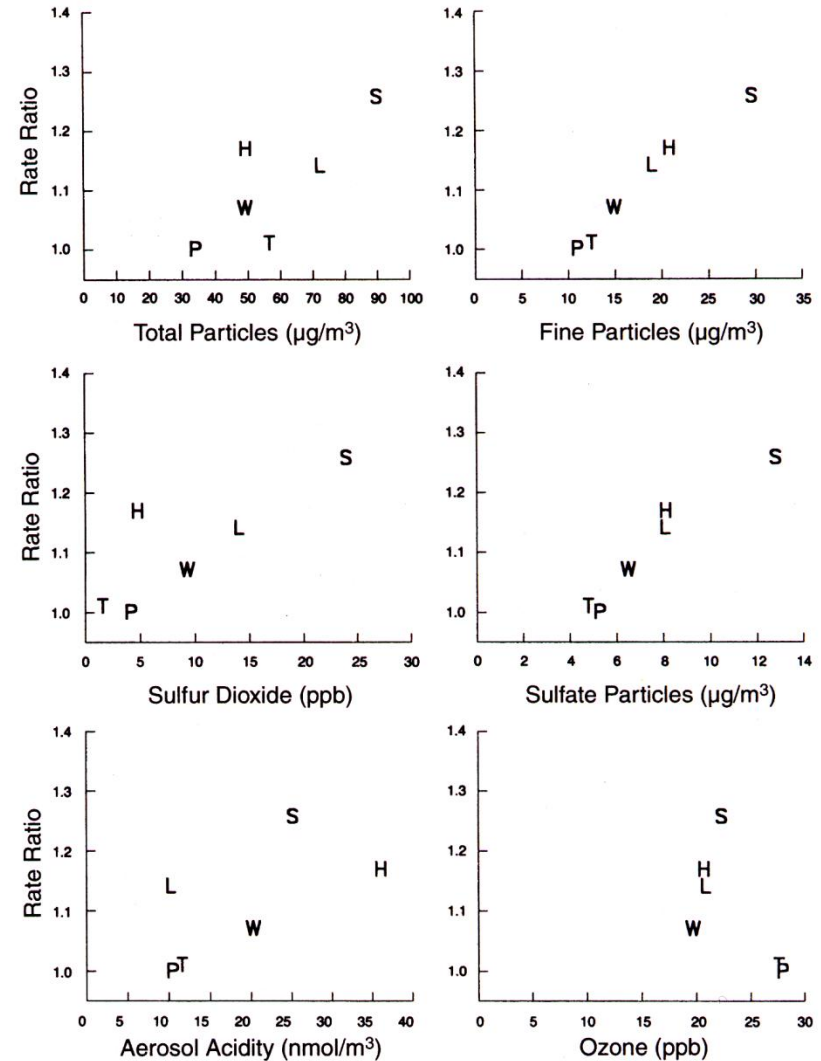 1.4
1.3
1.2
1.1
1.0
Rate Ratio
S
H
L
W
T
P
0 10 20 30 40 50 60 70 80 90 100
Total Particles (µg/m³)
1.4
1.3
1.2
1.1
1.0
S
H
L
W
T
P
0 5 10 15 20 25 30 35
Fine Particles (µg/m³)
1.4
1.3
1.2
1.1
1.0
Rate Ratio
S
H
L
W
T P
0 5 10 15 20 25 30
Sulfur Dioxide (ppb)
1.4
1.3
1.2
1.1
1.0
S
H
L
W
T P
0 2 4 6 8 10 12 14
Sulfate Particles (µg/m³)
1.4
1.3
1.2
1.1
1.0
Rate Ratio
S
H
L
W
P T
0 5 10 15 20 25 30 35 40
Aerosol Acidity (nmol/m³)
1.4
1.3
1.2
1.1
1.0
S
H
L
W
T P
0 10 20 30
Ozone (ppb)